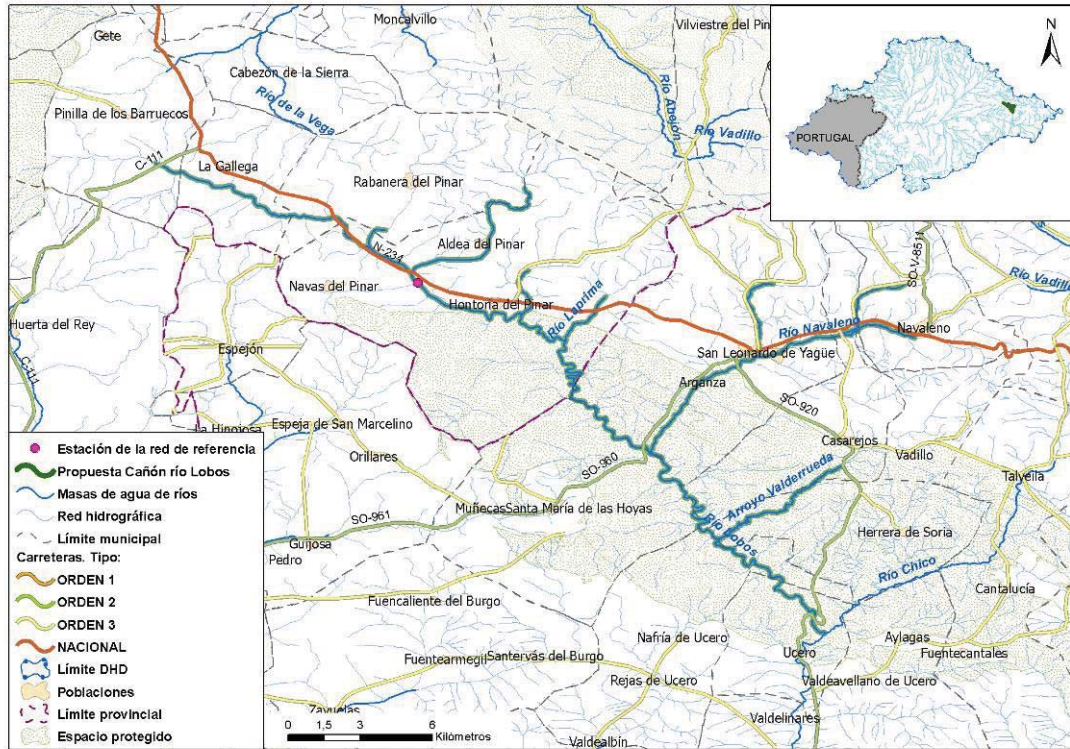 Gete
Moncalvillo
Vilviestre del Pin
Cabezón de la Sierra
Río de la Vega
Río Abejón
Río Vadillo
Pinilla de los Barruecos
C-111
La Gallega
Rabanera del Pinar
N-234
Aldea del Pinar
Navas del Pinar
Hontoria del Pinar
Río Laprima
Huerta del Rey
Espejón
C-111
San Leonardo de Yagüe
Río Navaleno
Navaleno
SO-V-8511
Río Vadill
Arganza
SO-920
La Hinojosa
Espeja de San Marcelino
Orillares
Casarejos
Vadillo
Talveila
SO-960
Arroyo Valderrueda
Muñecas
Santa María de las Hoyas
Río Lobos
SO-961
Guijosa
Pedro
Herrera de Soria
Río Chico
Cantalucía
Fuencaliente del Burgo
Nafría de Ucero
Ucero
Aylagas
Fuentecantales
Fuentearmegil
Santervás del Burgo
Rejas de Ucero
Valdeavellano de Ucero
Zayuelas
Valdelinares
Valdealbín
N
PORTUGAL
Estación de la red de referencia
Propuesta Cañón río Lobos
Masas de agua de ríos
Red hidrográfica
Límite municipal
Carreteras. Tipo:
ORDEN 1
ORDEN 2
ORDEN 3
NACIONAL
Límite DHD
Poblaciones
Límite provincial
Espacio protegido
0 1,5 3 6
Kilómetros